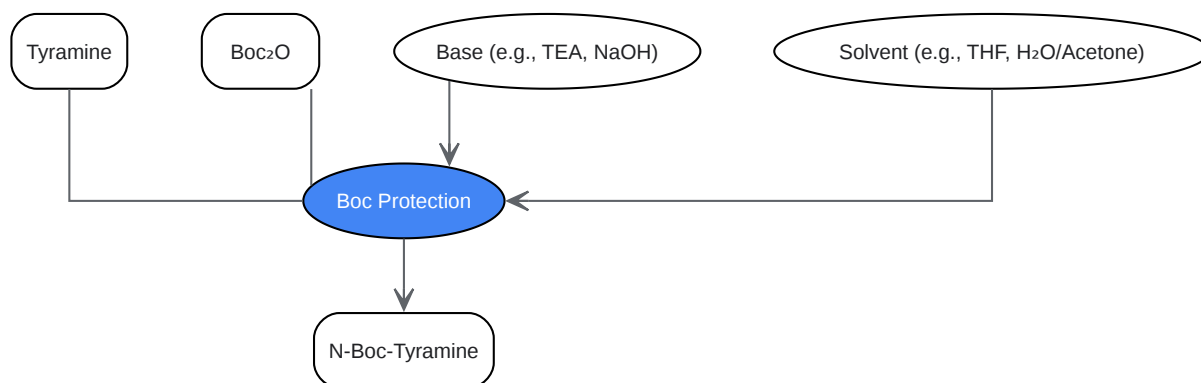 Tyramine
Boc₂O
Base (e.g., TEA, NaOH)
Solvent (e.g., THF, H₂O/Acetone)
Boc Protection
N-Boc-Tyramine